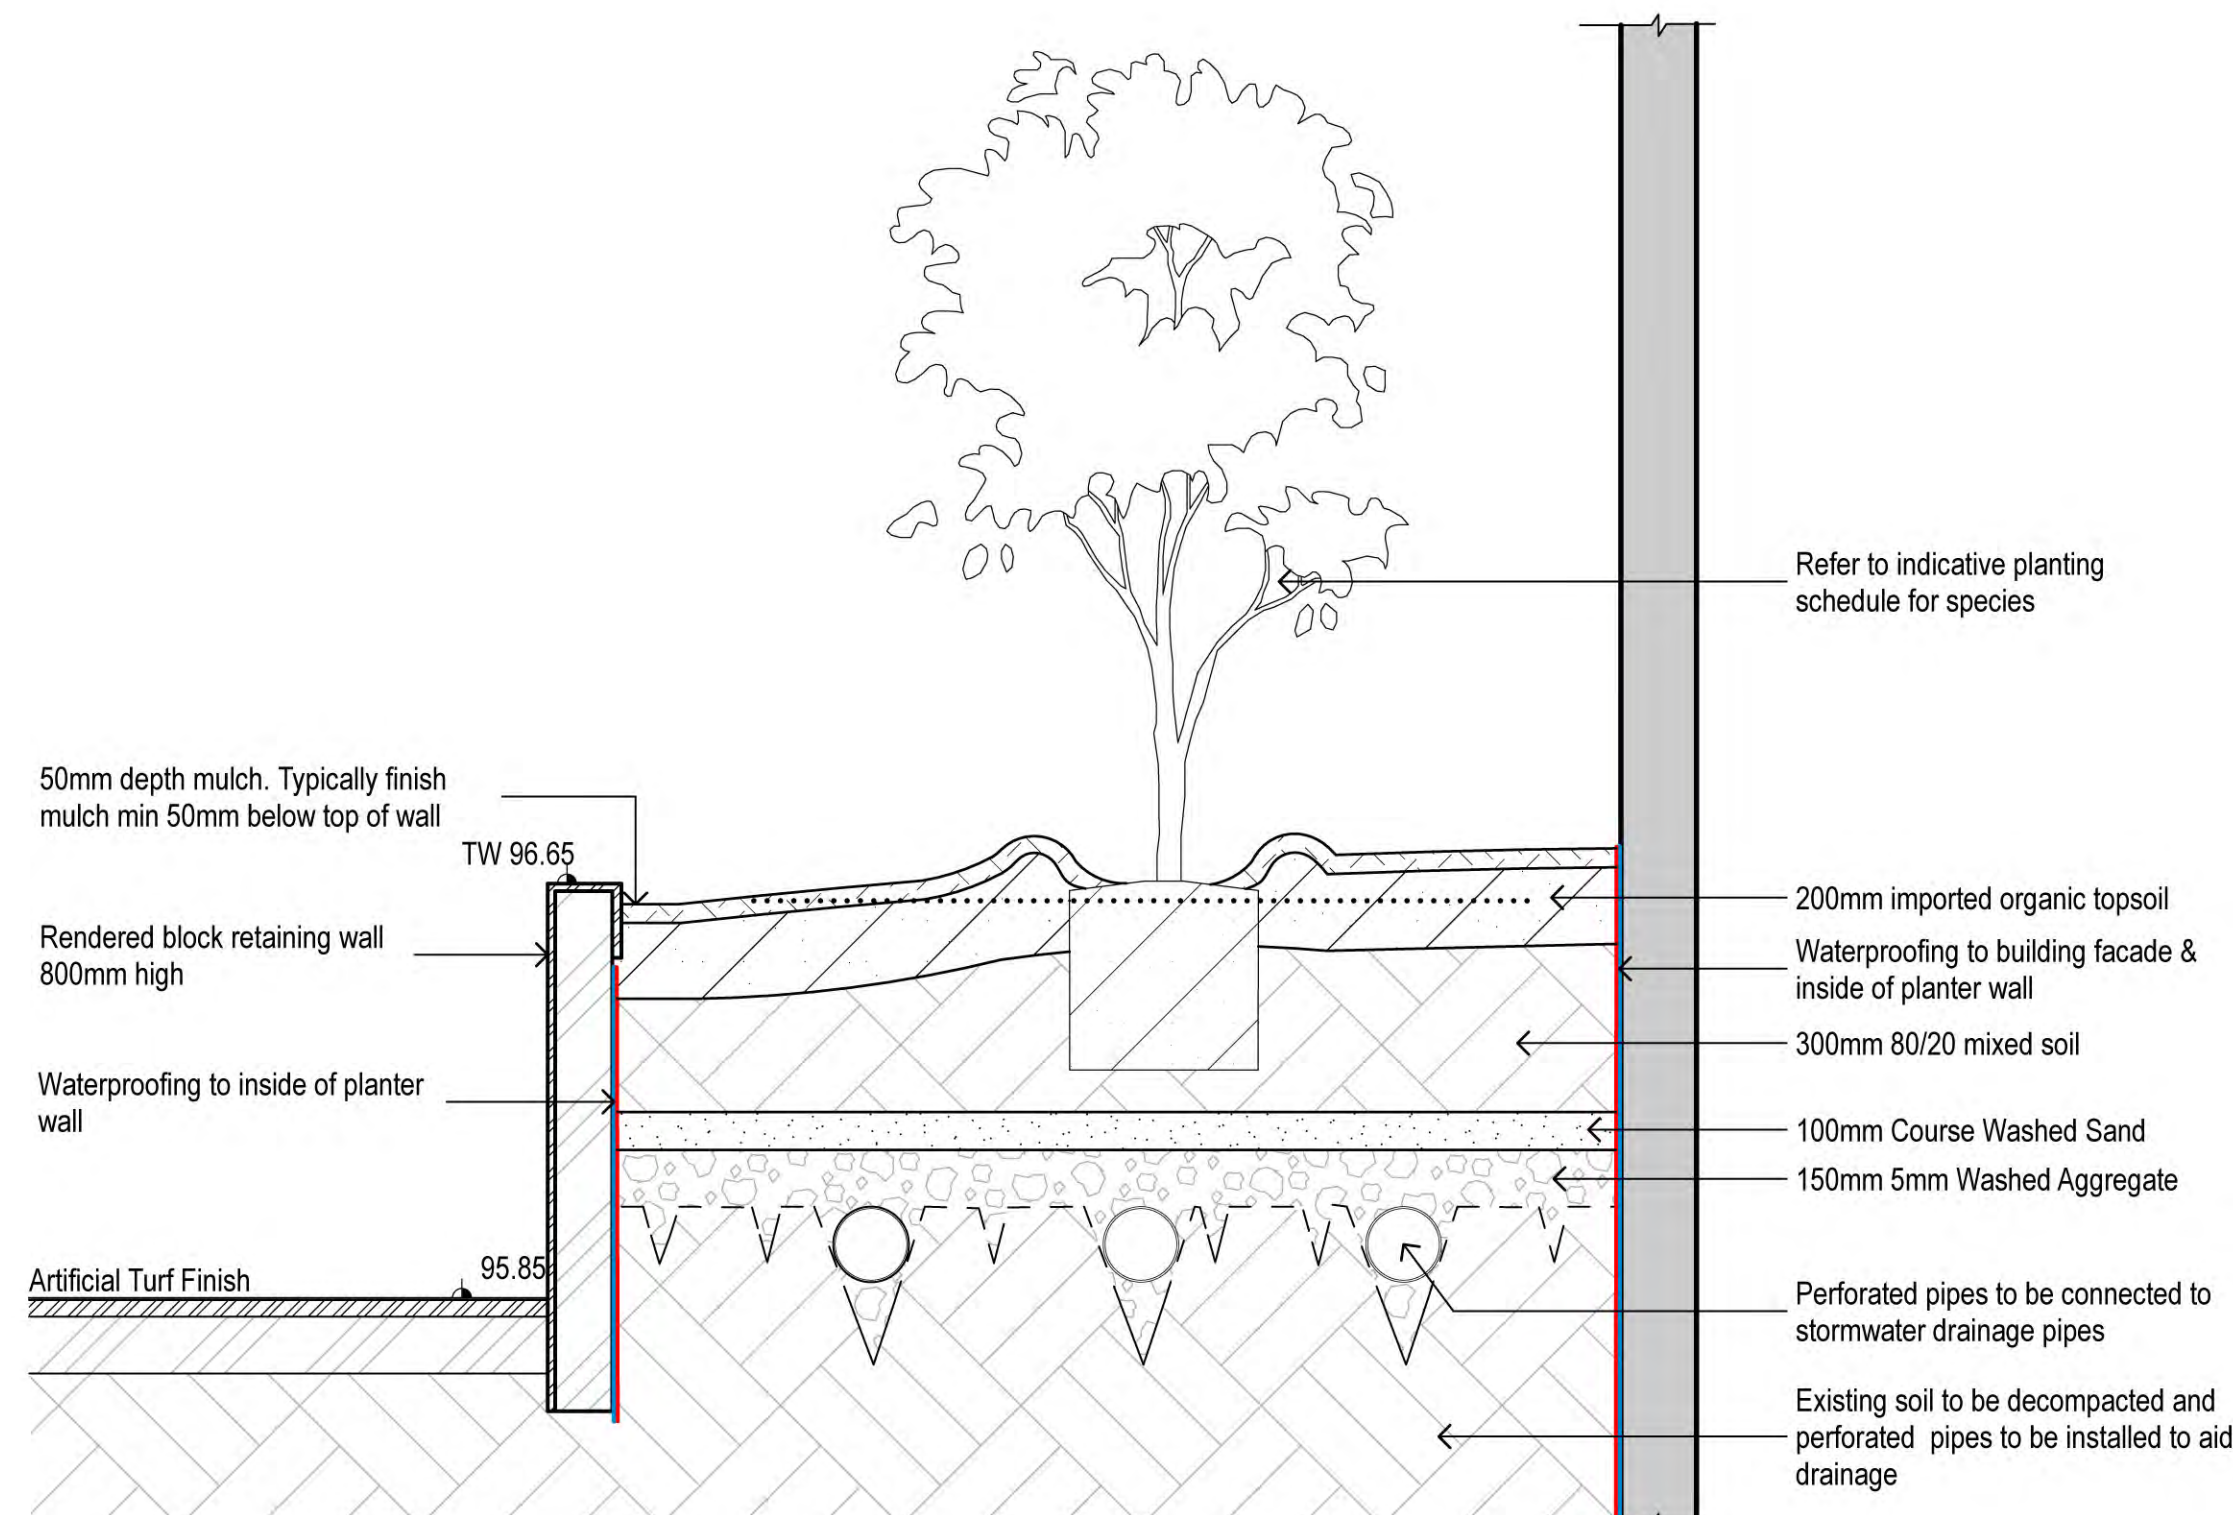 Refer to indicative planting
schedule for species
50mm depth mulch. Typically finish
mulch min 50mm below top of wall
TW 96.65
Rendered block retaining wall
800mm high
Waterproofing to inside of planter
wall
95.85
Artificial Turf Finish
200mm imported organic topsoil
Waterproofing to building facade &
inside of planter wall
300mm 80/20 mixed soil
100mm Course Washed Sand
150mm 5mm Washed Aggregate
Perforated pipes to be connected to
stormwater drainage pipes
Existing soil to be decompacted and
perforated pipes to be installed to aid
drainage